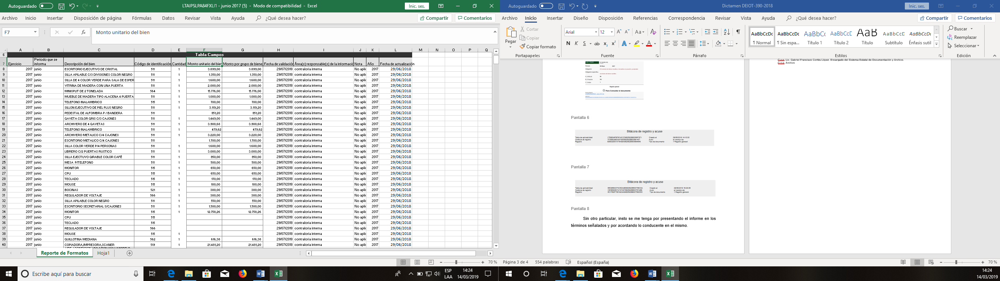 Autoguardado LTAIPSLPA84FXLI1 - junio 2017 (5) - Modo de compatibilidad - Excel Inic. ses.
Archivo Inicio Insertar Disposición de página Fórmulas Datos Revisar Vista Ayuda ¿Qué desea hacer? Compartir Comentarios
F7 fx Monto unitario del bien
A B C D E F G H I J K L M N O P Q
6 Tabla Campos
7 Ejercicio Periodo que se informa Descripción del bien Código de identificación Cantidad Monto unitario del bien Monto por grupo de bienes Fecha de validación Área(s) responsable(s) de la informació Nota Año Fecha de actualización
8 2017 junio ESCRITORIO EJECUTIVO DE CRISTAL 511 1 3.899,00 3.899,00 29/07/2018 contraloria interna No aplic 2017 29/06/2018
9 2017 junio SILLA APILABLE C/3 DIVISIONES COLOR NEGRO 511 1 1.350,00 1.350,00 29/07/2018 contraloria interna No aplic 2017 29/06/2018
10 2017 junio SILLA DE 4 COLOR VERDE PARA SALA DE ESPER 511 1 1.600,00 1.600,00 29/07/2018 contraloria interna No aplic 2017 29/06/2018
11 2017 junio VITRINA DE MADERA CON UNA PUERTA 511 1 2.000,00 2.000,00 29/07/2018 contraloria interna No aplic 2017 29/06/2018
12 2017 junio MINISPLIT DE 2 TONELADA 564 1 15.776,00 15.776,00 29/07/2018 contraloria interna No aplic 2017 29/06/2018
13 2017 junio MUEBLE DE MADERA TIPO ALACENA 4 PUERTA 511 1 1.000,00 1.000,00 29/07/2018 contraloria interna No aplic 2017 29/06/2018
14 2017 junio TELEFONO INALAMBRICO 515 1 700,00 700,00 29/07/2018 contraloria interna No aplic 2017 29/06/2018
15 2017 junio SILLON EJECUTIVO DE PIEL PLUS NEGRO 511 1 3.119,20 3.119,20 29/07/2018 contraloria interna No aplic 2017 29/06/2018
16 2017 junio PEDESTAL DE ALFOMBRA P / BANDERA 511 951,20 951,20 29/07/2018 contraloria interna No aplic 2017 29/06/2018
17 2017 junio GAVETA COLOR GRIS C/3 CAJONES 511 1 1.449,00 1.449,00 29/07/2018 contraloria interna No aplic 2017 29/06/2018
18 2017 junio ARCHIVERO DE 4 GAVETAS 511 1 3.988,68 3.988,68 29/07/2018 contraloria interna No aplic 2017 29/06/2018
19 2017 junio TELEFONO INALAMBRICO 511 1 479,62 479,62 29/07/2018 contraloria interna No aplic 2017 29/06/2018
20 2017 junio ARCHIVERO METALICO C/4 CAJONES 511 1 3.220,00 3.220,00 29/07/2018 contraloria interna No aplic 2017 29/06/2018
21 2017 junio ESCRITORIO METALICO C/4 CAJONES 511 1.700,00 1.700,00 29/07/2018 contraloria interna No aplic 2017 29/06/2018
22 2017 junio SILLA COLOR VERDE P/4 PERSONAS 511 1 1.600,00 1.600,00 29/07/2018 contraloria interna No aplic 2017 29/06/2018
23 2017 junio LIBRERO C/2 PUERTAS RUSTICO 511 1 3.000,00 3.000,00 29/07/2018 contraloria interna No aplic 2017 29/06/2018
24 2017 junio SILLA EJECTUVO GIRABLE COLOR CAFÉ 511 1 950,00 950,00 29/07/2018 contraloria interna No aplic 2017 29/06/2018
25 2017 junio MESA P/TELEFONO 511 1 500,00 500,00 29/07/2018 contraloria interna No aplic 2017 29/06/2018
26 2017 junio MONITOR 515 1 650,00 650,00 29/07/2018 contraloria interna No aplic 2017 29/06/2018
27 2017 junio CPU 515 1 650,00 650,00 29/07/2018 contraloria interna No aplic 2017 29/06/2018
28 2017 junio TECLADO 515 1 170,00 170,00 29/07/2018 contraloria interna No aplic 2017 29/06/2018
29 2017 junio MOUSE 515 1 100,00 100,00 29/07/2018 contraloria interna No aplic 2017 29/06/2018
30 2017 junio BOCINAS 521 1 300,00 300,00 29/07/2018 contraloria interna No aplic 2017 29/06/2018
31 2017 junio REGULADOR DE VOLTAJE 566 1 300,00 300,00 29/07/2018 contraloria interna No aplic 2017 29/06/2018
32 2017 junio SILLA APILABLE COLOR NEGRO 511 1 550,00 550,00 29/07/2018 contraloria interna No aplic 2017 29/06/2018
33 2017 junio ESCRITORIO SECRETARIAL S/CAJONES 511 1 1.500,00 1.500,00 29/07/2018 contraloria interna No aplic 2017 29/06/2018
34 2017 junio MONITOR 515 1 12.758,26 12.758,26 29/07/2018 contraloria interna No aplic 2017 29/06/2018
35 2017 junio CPU 515 29/07/2018 contraloria interna No aplic 2017 29/06/2018
36 2017 junio TECLADO 515 29/07/2018 contraloria interna No aplic 2017 29/06/2018
37 2017 junio REGULADOR DE VOLTAJE 566 29/07/2018 contraloria interna No aplic 2017 29/06/2018
38 2017 junio MOUSE 515 1 29/07/2018 contraloria interna No aplic 2017 29/06/2018
39 2017 junio GUILLOTINA MEDIANA 562 1 616,38 616,38 29/07/2018 contraloria interna No aplic 2017 29/06/2018
40 2017 junio COPIADORA,IMPRESORA,SCANER 519 1 21.481,20 21.481,20 29/07/2018 contraloria interna No aplic 2017 29/06/2018
Reporte de Formatos Hoja1
70 %
Escribe aquí para buscar
ESP LAA 14:24 14/03/2019
Autoguardado Dictamen DEIOT-390-2018 Inic. ses.
Archivo Inicio Insertar Diseño Disposición Referencias Correspondencia Revisar Vista Ayuda ¿Qué desea hacer? Compartir Comentarios
Pegar Cortar Copiar Copiar formato
Arial 12
N K S ab
AaBbCcDc AaBbCcDc AaBbCc AaBbCcE AaB AaBbCcD AaBbCcDc
¶ Normal ¶ Sin espa... Título 1 Título 2 Título Subtítulo Énfasis sutil
Buscar Reemplazar Seleccionar
Portapapeles Fuente Párrafo Estilos Edición
Para Consultar el documento
Pantalla 6
Bitácora de registro y acuse
Pantalla 7
Bitácora de registro y acuse
Pantalla 8
Sin otro particular, insto se me tenga por presentando el informe en los
términos señalados y por acordando lo conducente en el mismo.
C.c.p. Lic. Gabriel Francisco Cortés López. Encargado del Sistema Estatal de Documentación y Archivo.
C.c.p. Archivo
Página 3 de 4 554 palabras Español (España) 70 %
14:24
14/03/2019